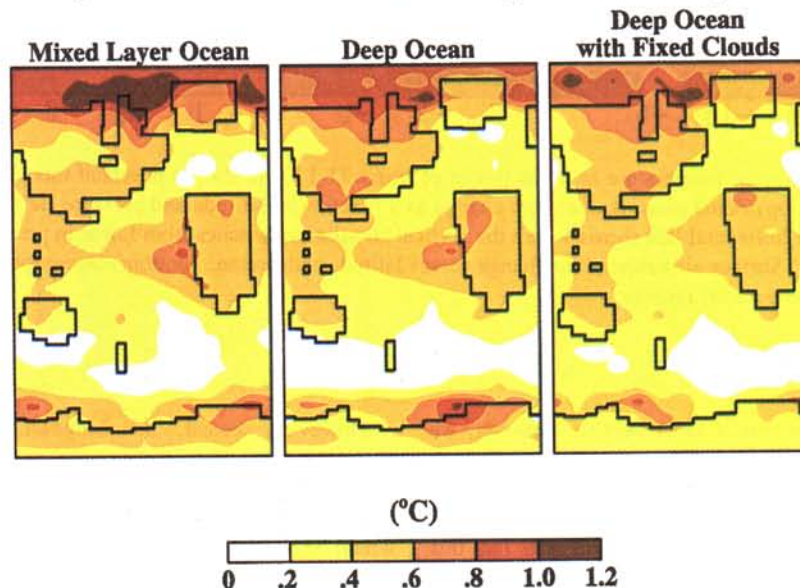 Mixed Layer Ocean
Deep Ocean
Deep Ocean
with Fixed Clouds
(°C)
0 .2 .4 .6 .8 1.0 1.2